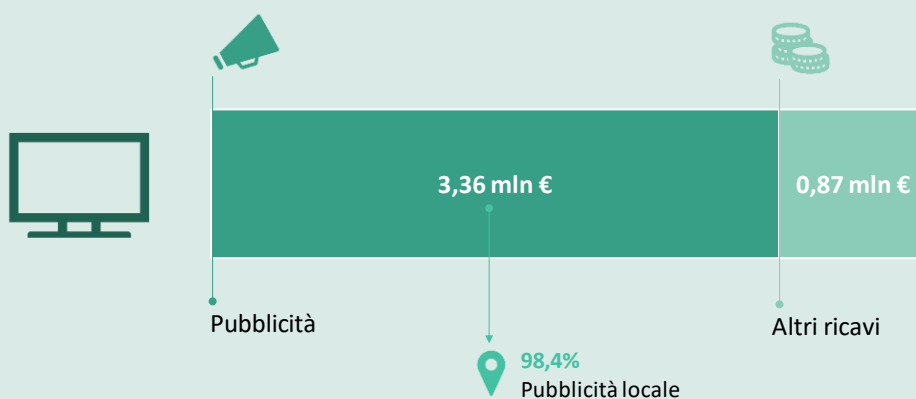 3,36 mln €
0,87 mln €
Pubblicità
Altri ricavi
98,4%
Pubblicità locale